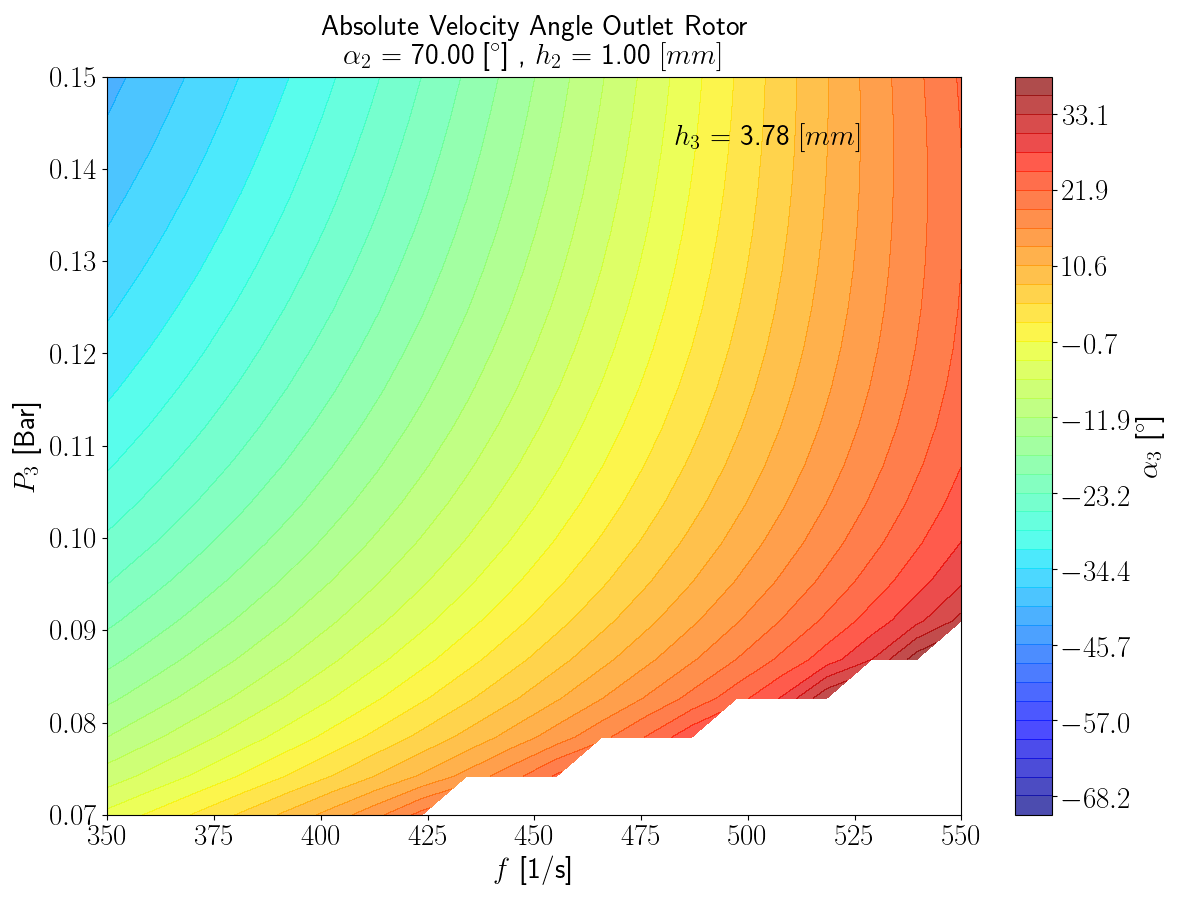 Absolute Velocity Angle Outlet Rotor
α₂ = 70.00 [°] , h₂ = 1.00 [mm]
h₃ = 3.78 [mm]
P₃ [Bar]
0.15
0.14
0.13
0.12
0.11
0.10
0.09
0.08
0.07
350 375 400 425 450 475 500 525 550
f [1/s]
33.1
21.9
10.6
−0.7
−11.9
−23.2
−34.4
−45.7
−57.0
−68.2
α₃ [°]